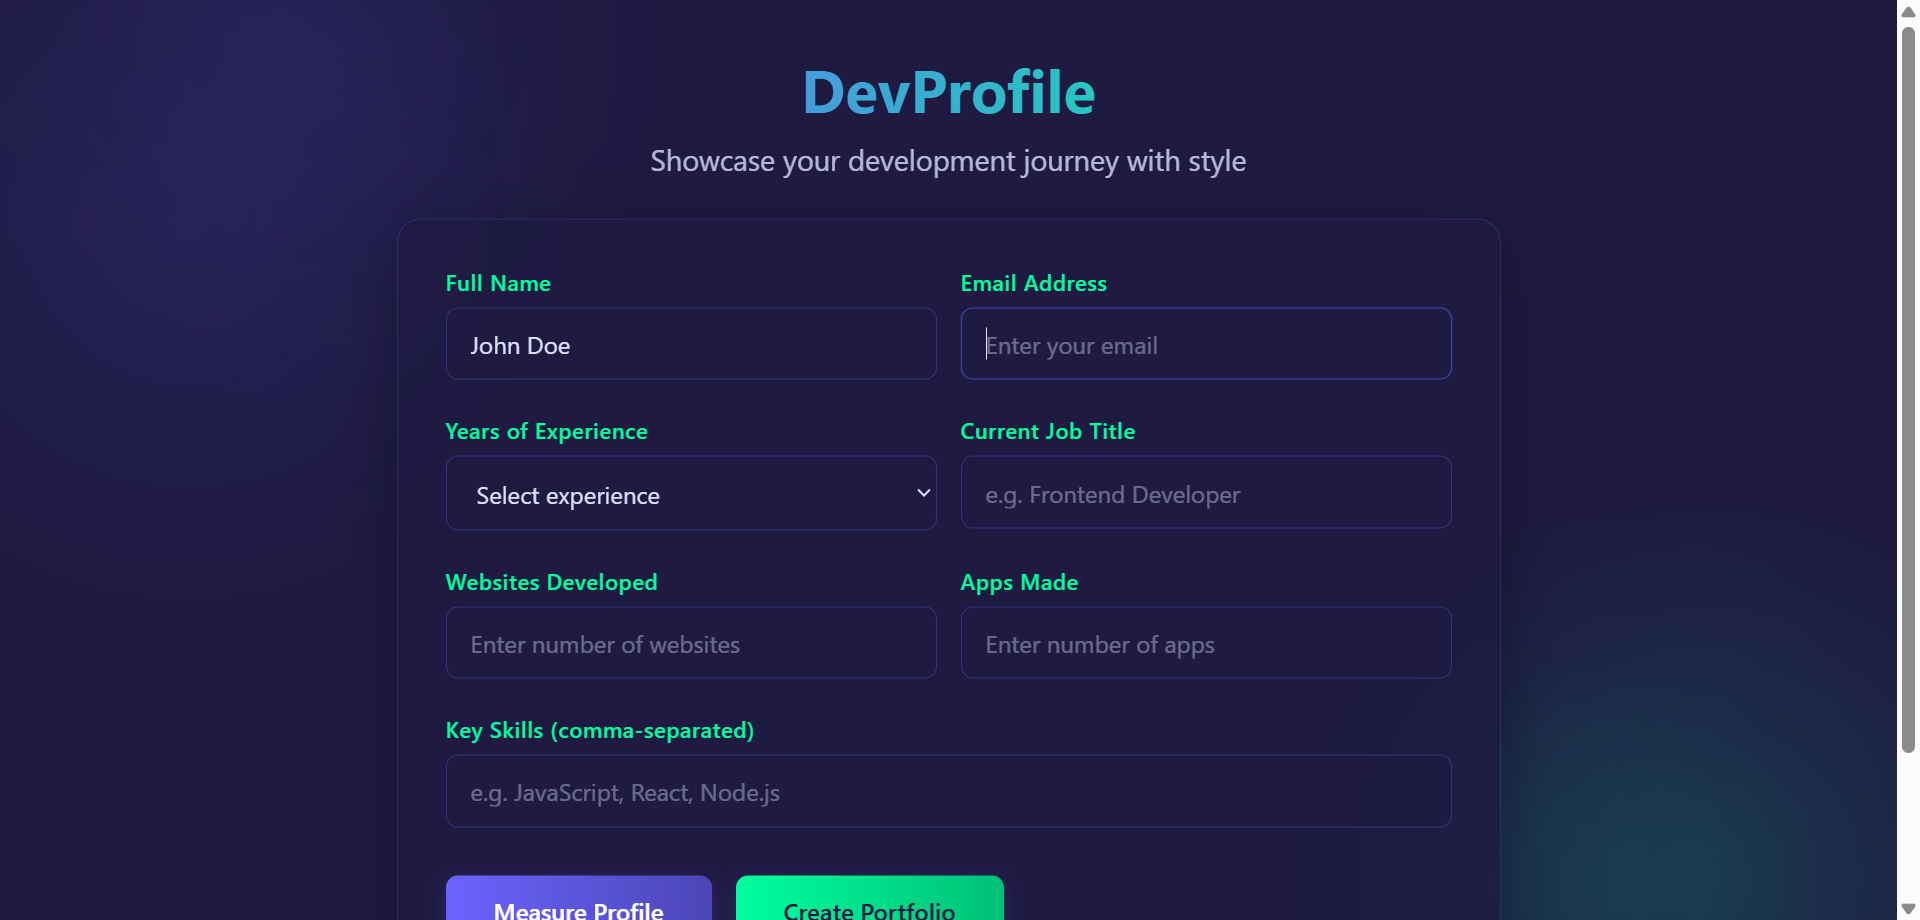 DevProfile
Showcase your development journey with style
Full Name
Email Address
John Doe
Enter your email
Years of Experience
Current Job Title
Select experience
e.g. Frontend Developer
Websites Developed
Apps Made
Enter number of websites
Enter number of apps
Key Skills (comma-separated)
e.g. JavaScript, React, Node.js
Measure Profile
Create Portfolio